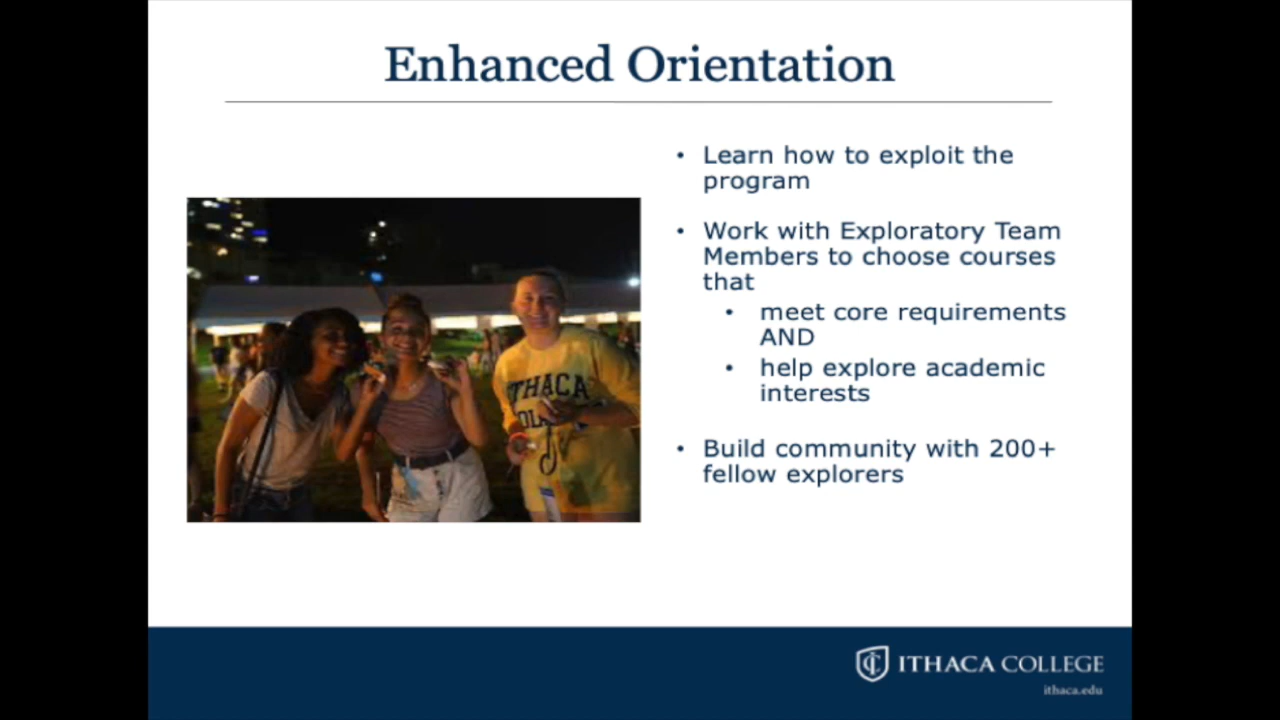 Enhanced Orientation
• Learn how to exploit the
program
• Work with Exploratory Team
Members to choose courses
that
• meet core requirements
AND
• help explore academic
interests
• Build community with 200+
fellow explorers
ITHACA
ITHACA COLLEGE
ithaca.edu